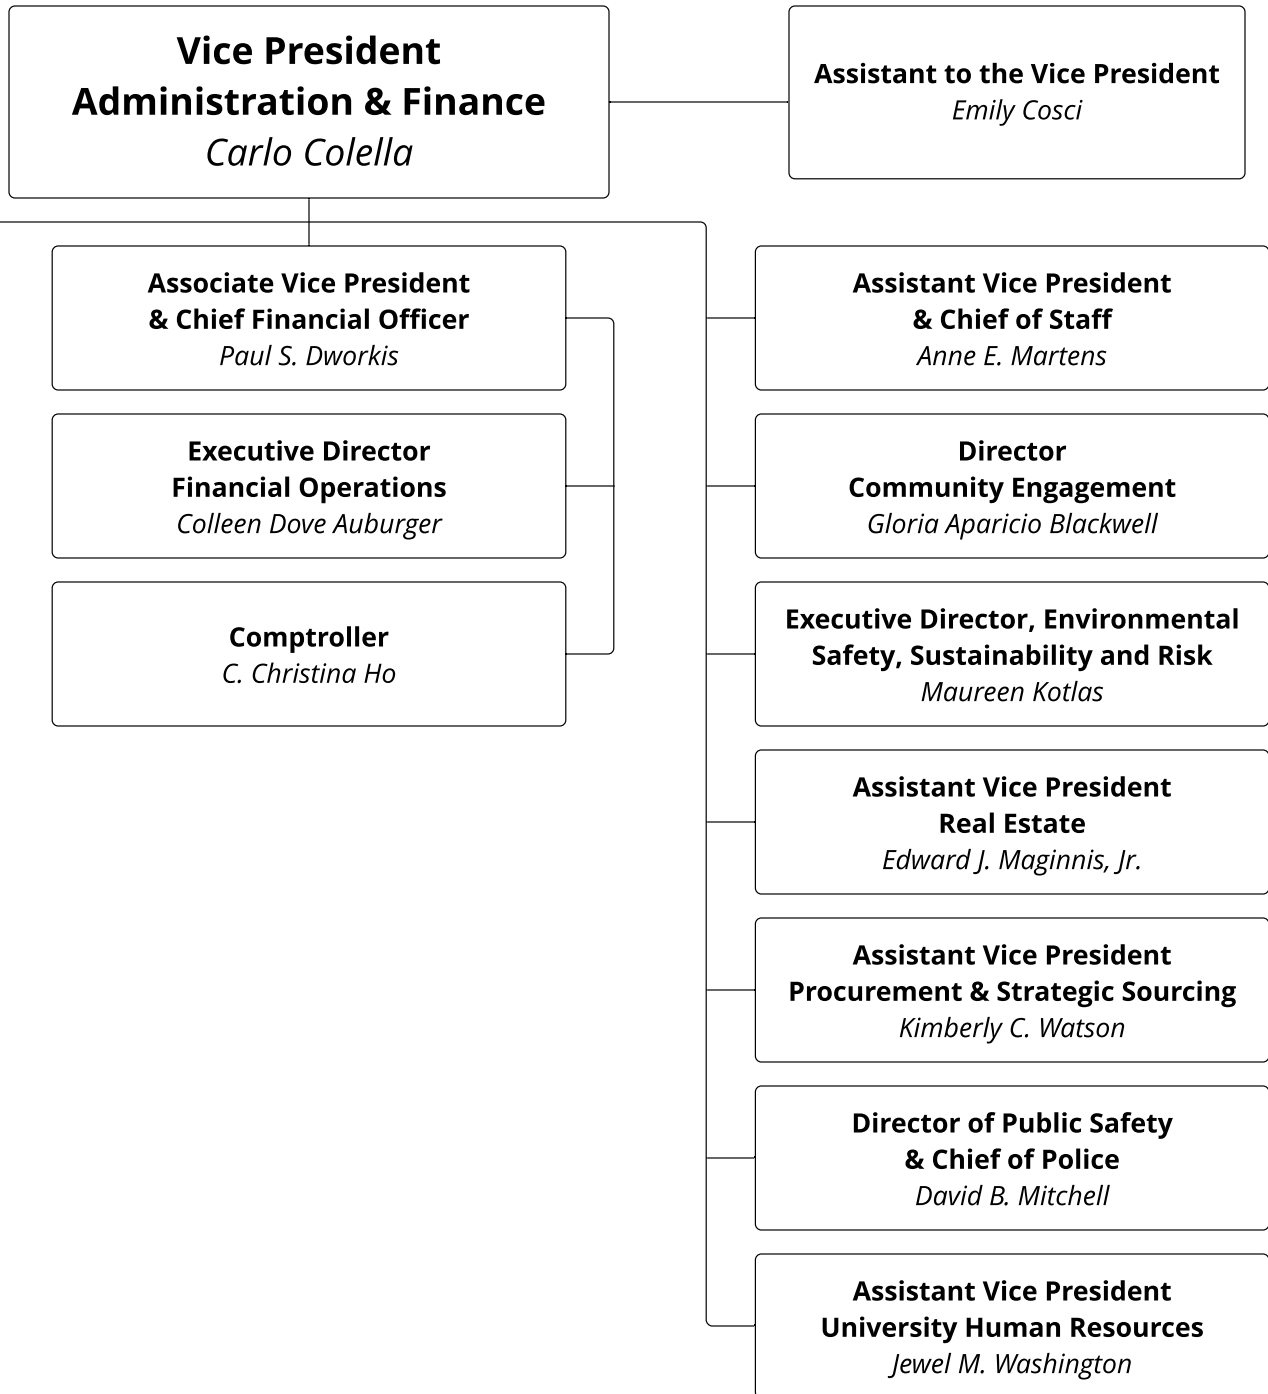 Vice President
Administration & Finance
Carlo Colella
Assistant to the Vice President
Emily Cosci
Associate Vice President
& Chief Financial Officer
Paul S. Dworkis
Executive Director
Financial Operations
Colleen Dove Auburger
Comptroller
C. Christina Ho
Assistant Vice President
& Chief of Staff
Anne E. Martens
Director
Community Engagement
Gloria Aparicio Blackwell
Executive Director, Environmental
Safety, Sustainability and Risk
Maureen Kotlas
Assistant Vice President
Real Estate
Edward J. Maginnis, Jr.
Assistant Vice President
Procurement & Strategic Sourcing
Kimberly C. Watson
Director of Public Safety
& Chief of Police
David B. Mitchell
Assistant Vice President
University Human Resources
Jewel M. Washington